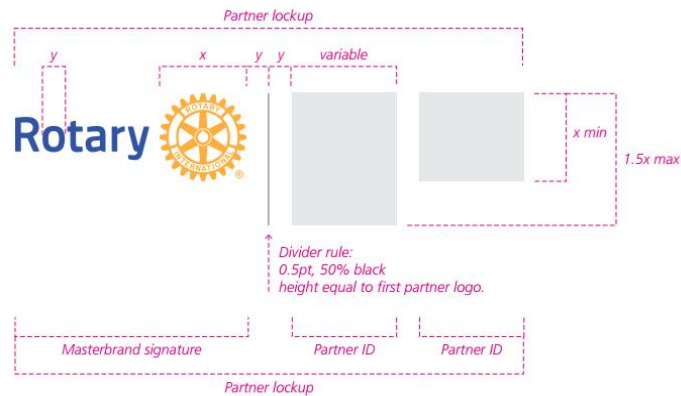 Partner lockup
y
x
y
y
variable
Rotary
ROTARY
INTERNATIONAL
®
x min
1.5x max
Divider rule:
0.5pt, 50% black
height equal to first partner logo.
Masterbrand signature
Partner ID
Partner ID
Partner lockup